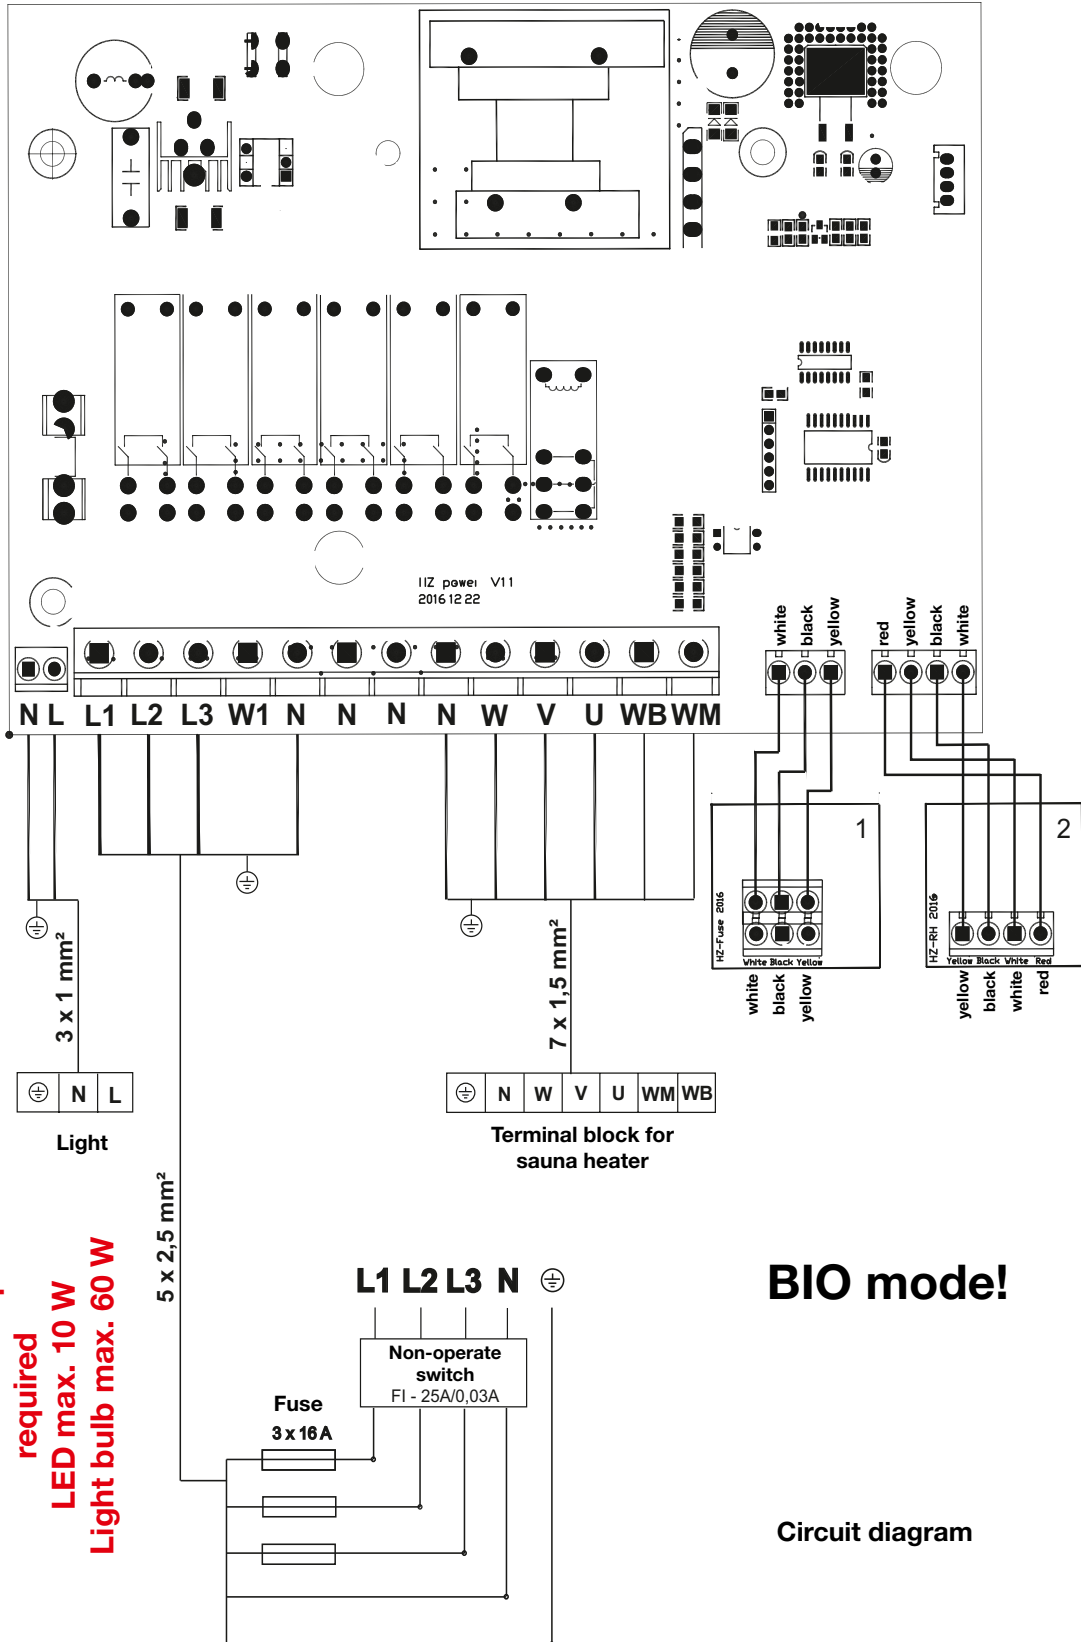 IIZ power V11
2016 12 22
white
black
yellow
red
yellow
black
white
N L L1 L2 L3 W1 N N N N W V U WB WM
1
HZ-Fuse 2016
White Black Yellow
white
black
yellow
2
HZ-RH 2016
Yellow Black White Red
yellow
black
white
red
3 x 1 mm²
7 x 1,5 mm²
N L
Light
N W V U WM WB
Terminal block for
sauna heater
5 x 2,5 mm²
required
LED max. 10 W
Light bulb max. 60 W
L1 L2 L3 N
Non-operate
switch
FI - 25A/0,03A
Fuse
3 x 16 A
BIO mode!
Circuit diagram